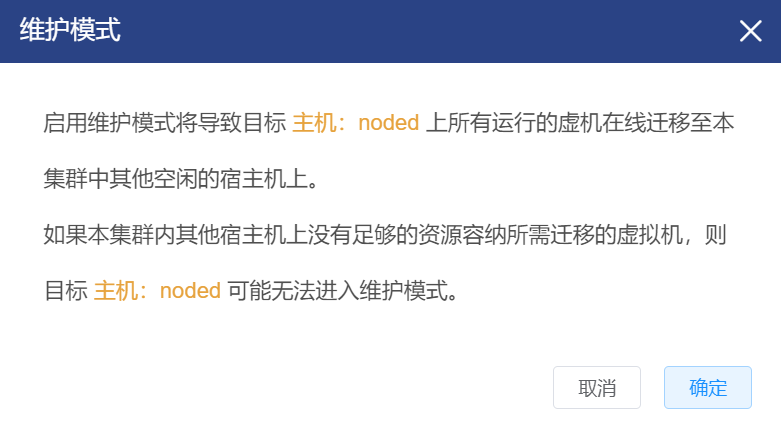 维护模式
启用维护模式将导致目标 主机：noded 上所有运行的虚机在线迁移至本
集群中其他空闲的宿主机上。
如果本集群内其他宿主机上没有足够的资源容纳所需迁移的虚拟机，则
目标 主机：noded 可能无法进入维护模式。
取消 确定